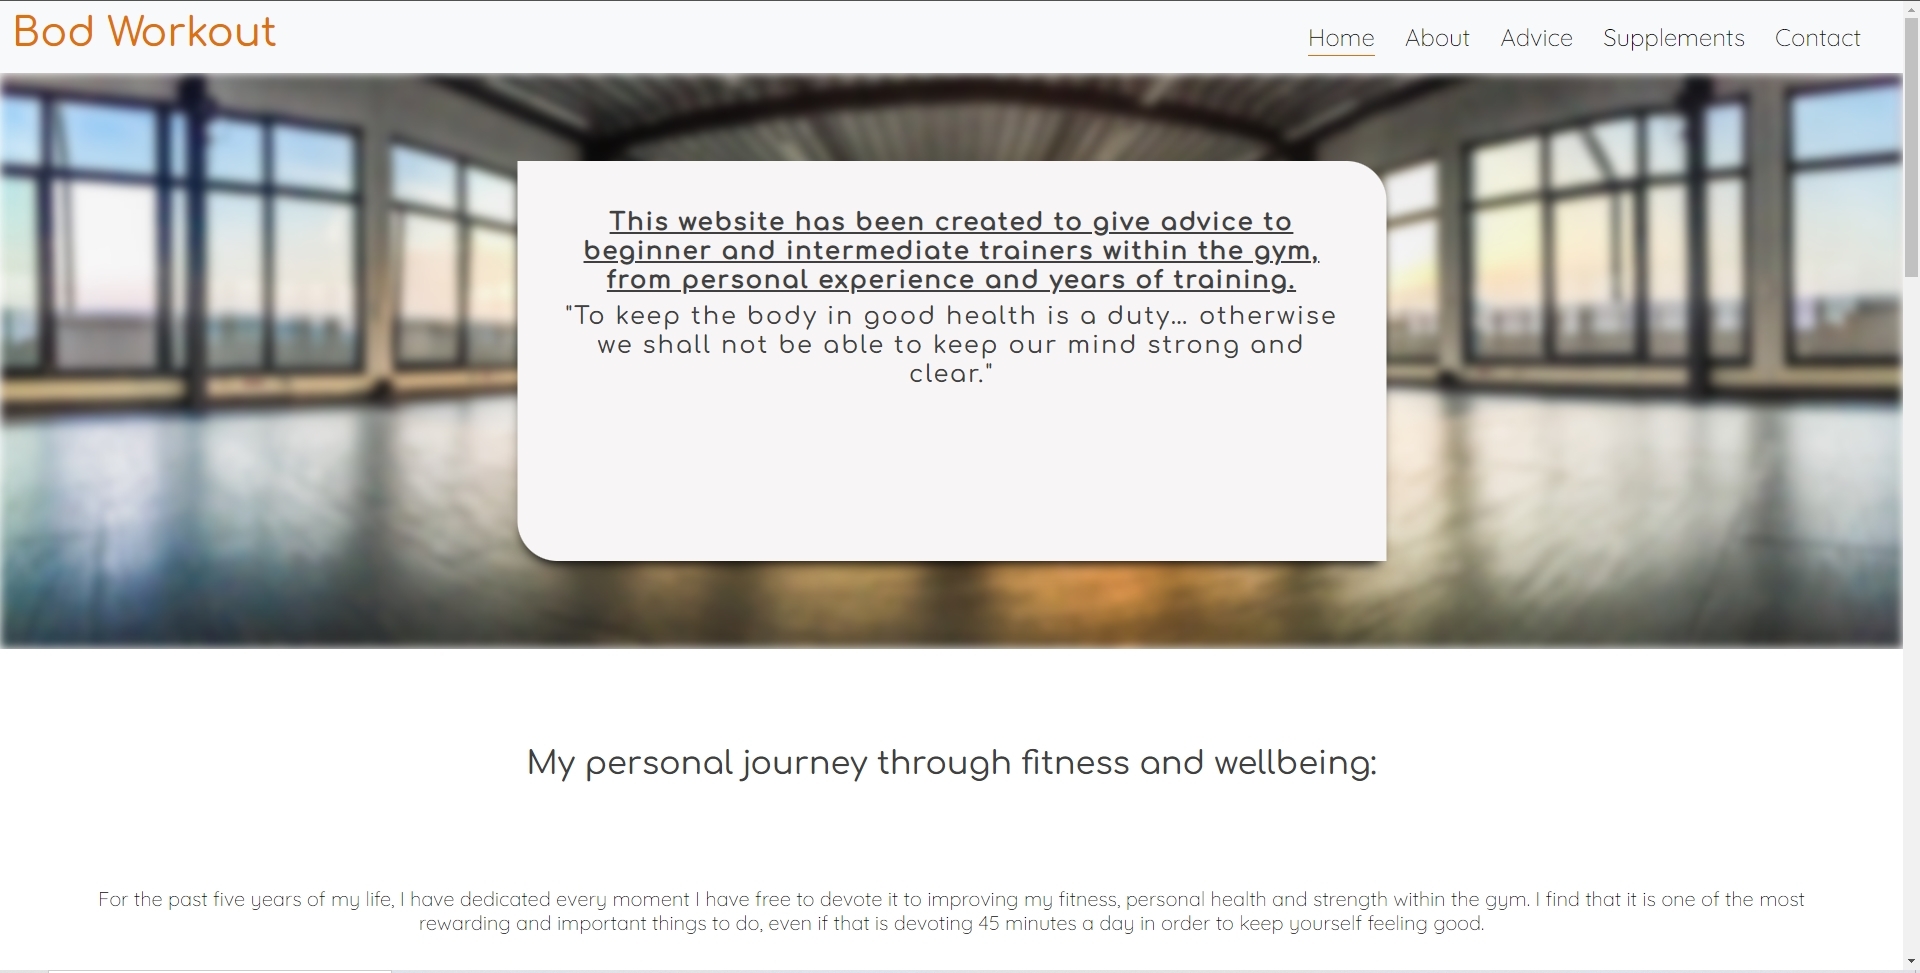 Bod Workout
Home About Advice Supplements Contact
This website has been created to give advice to
beginner and intermediate trainers within the gym,
from personal experience and years of training.
"To keep the body in good health is a duty... otherwise
we shall not be able to keep our mind strong and
clear."
My personal journey through fitness and wellbeing:
For the past five years of my life, I have dedicated every moment I have free to devote it to improving my fitness, personal health and strength within the gym. I find that it is one of the most
rewarding and important things to do, even if that is devoting 45 minutes a day in order to keep yourself feeling good.